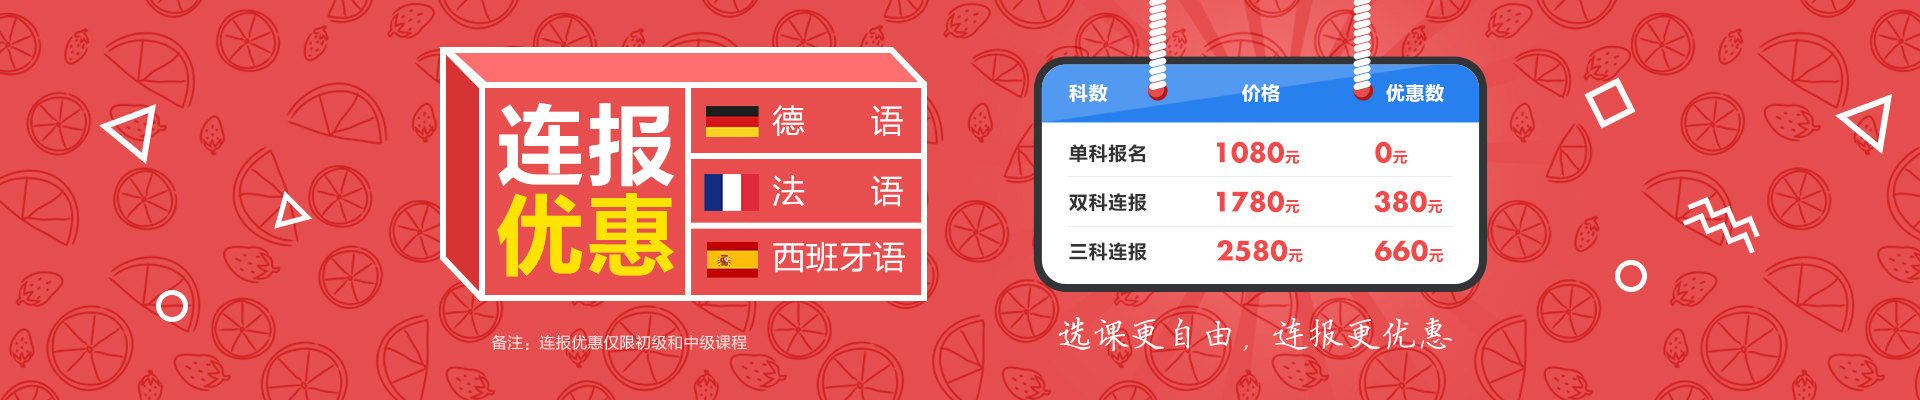 连报
优惠
德 语
法 语
西班牙语
备注：连报优惠仅限初级和中级课程
科数 价格 优惠数
单科报名 1080元 0元
双科连报 1780元 380元
三科连报 2580元 660元
选课更自由，连报更优惠